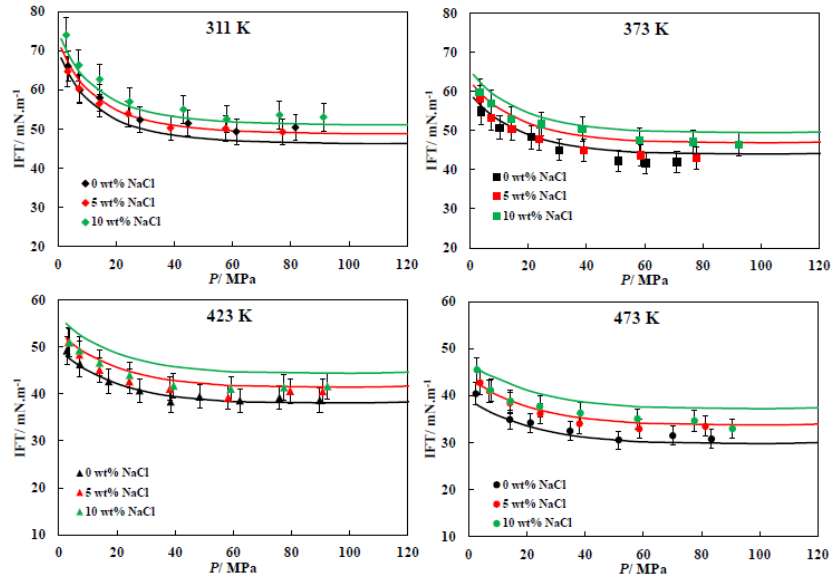 311 K
80
70
60
50
40
30
20
IFT/ mN.m-1
0 wt% NaCl
5 wt% NaCl
10 wt% NaCl
0 20 40 60 80 100 120
P/ MPa
373 K
80
70
60
50
40
30
20
IFT/ mN.m-1
0 wt% NaCl
5 wt% NaCl
10 wt% NaCl
0 20 40 60 80 100 120
P/ MPa
423 K
60
50
40
30
20
10
IFT/ mN.m-1
0 wt% NaCl
5 wt% NaCl
10 wt% NaCl
0 20 40 60 80 100 120
P/ MPa
473 K
60
50
40
30
20
10
IFT/ mN.m-1
0 wt% NaCl
5 wt% NaCl
10 wt% NaCl
0 20 40 60 80 100 120
P/ MPa